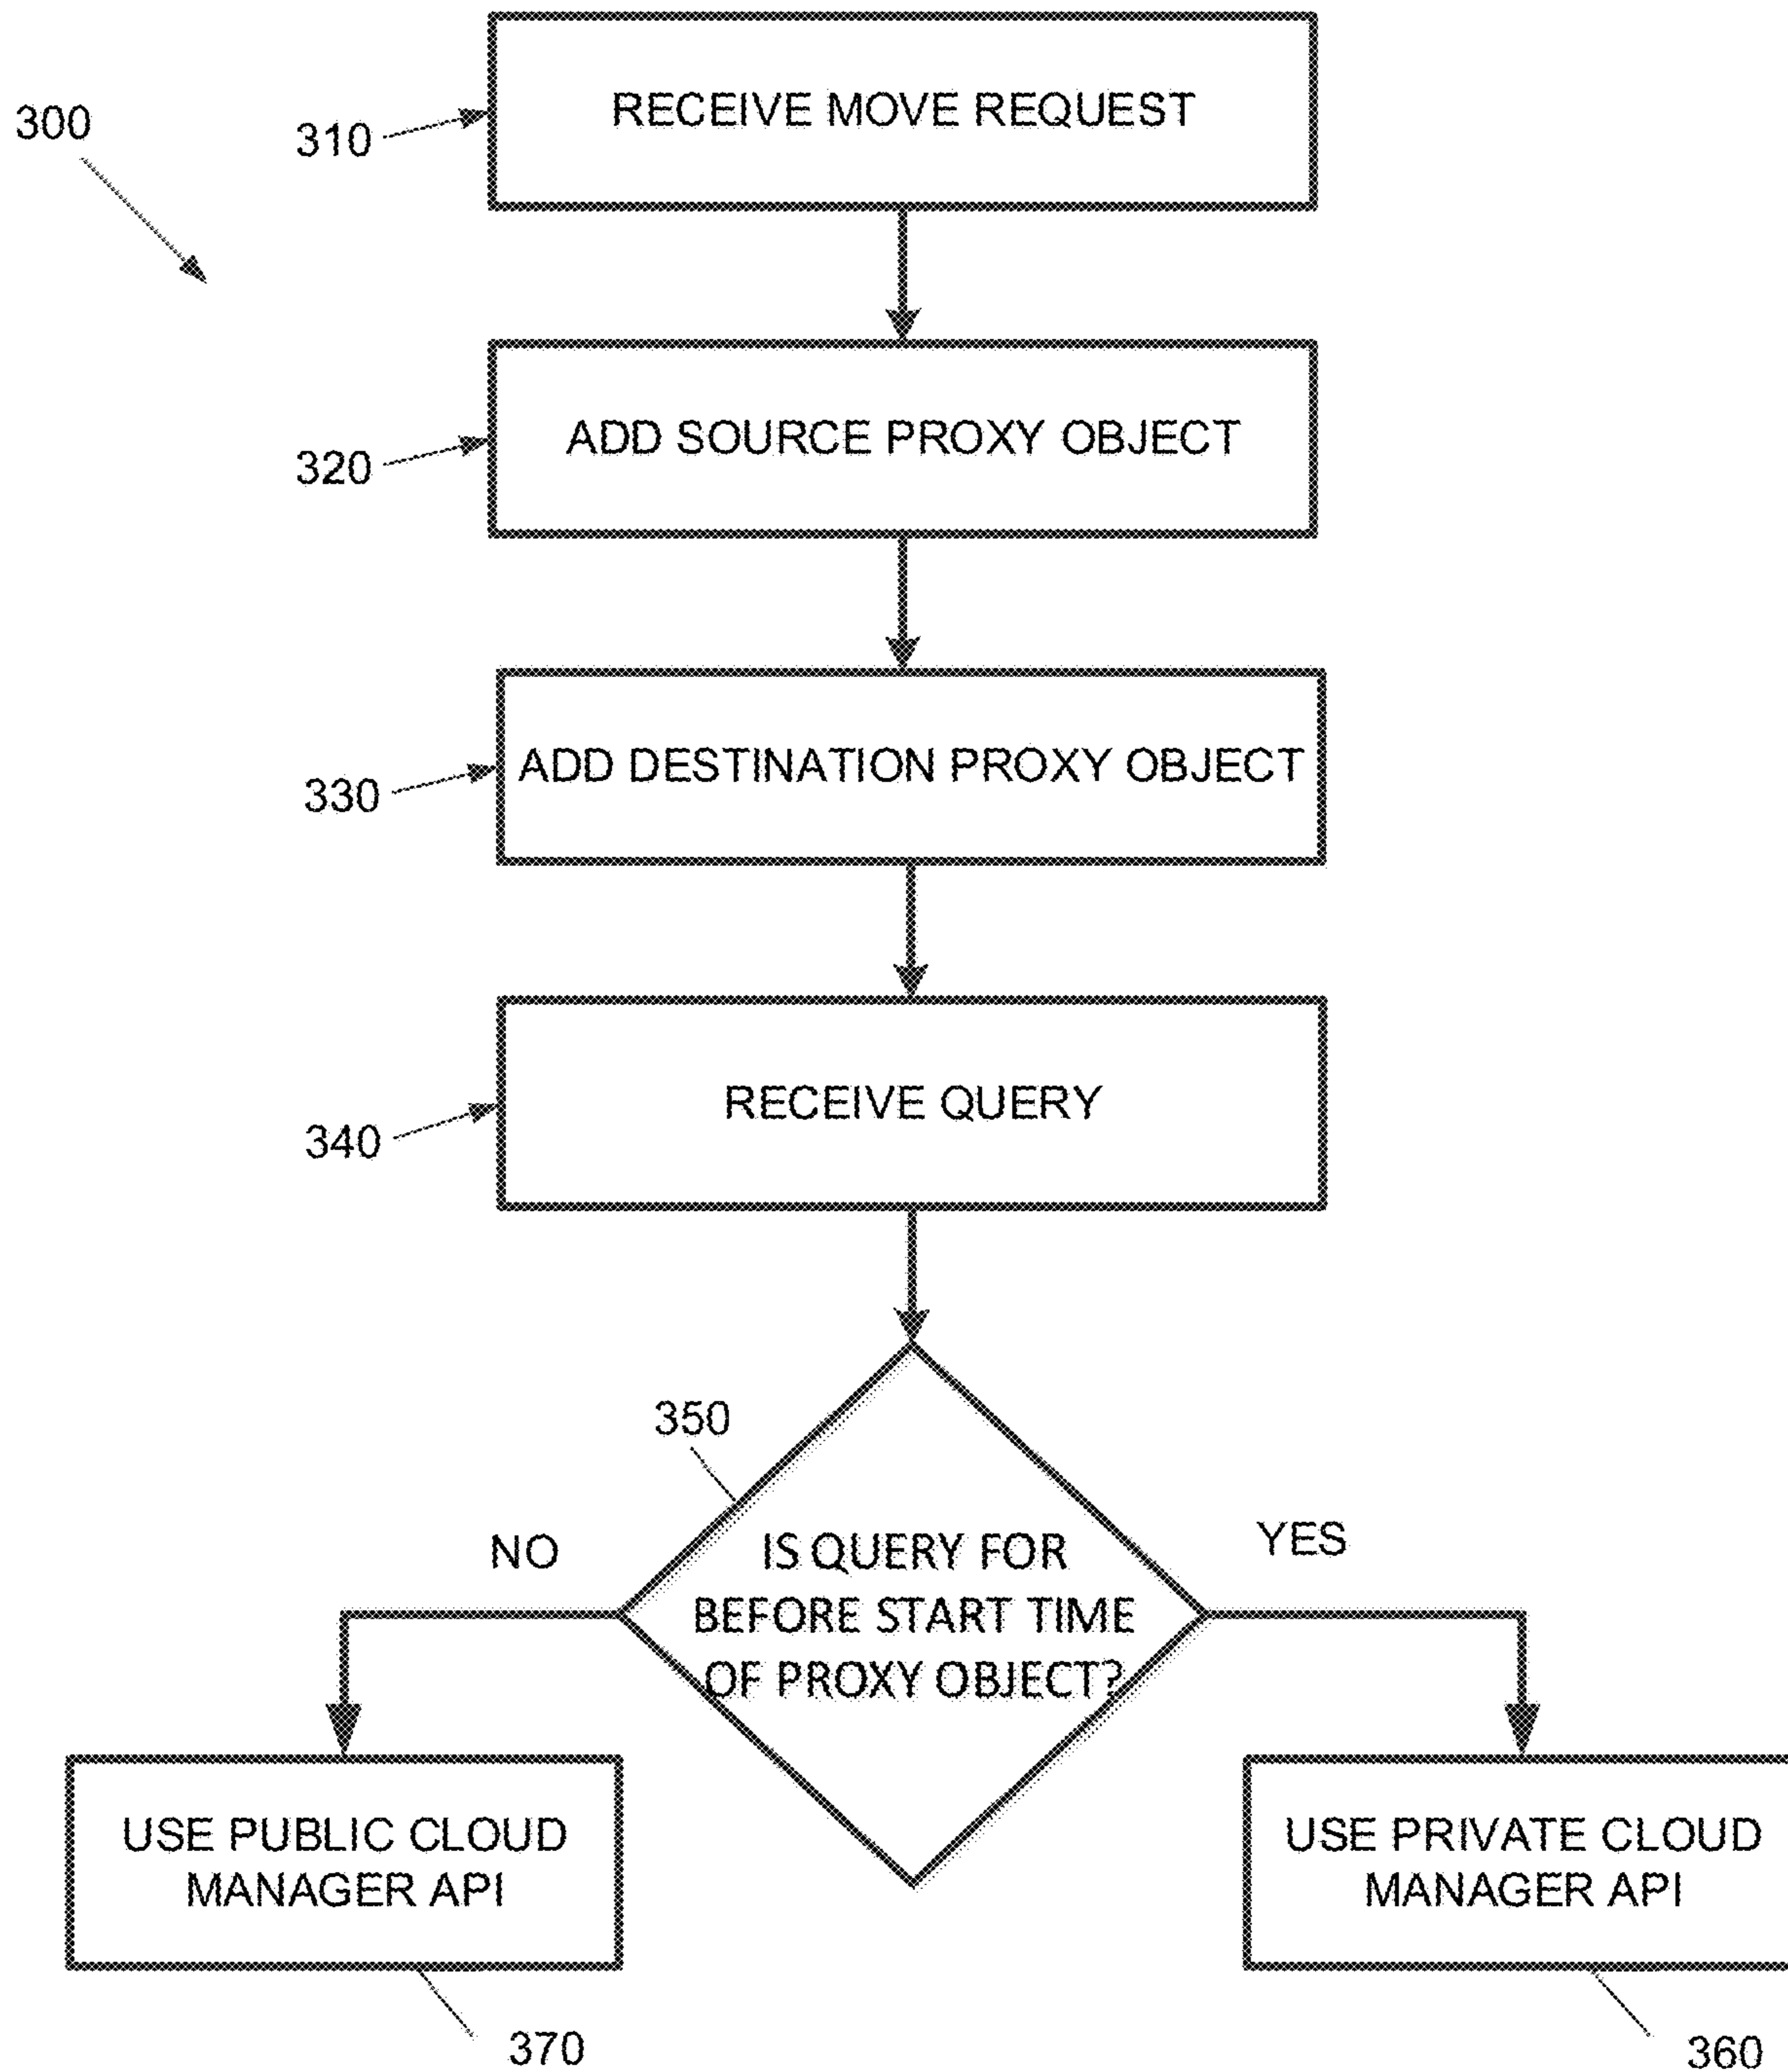 300
310
RECEIVE MOVE REQUEST
320
ADD SOURCE PROXY OBJECT
330
ADD DESTINATION PROXY OBJECT
340
RECEIVE QUERY
350
NO
IS QUERY FOR
BEFORE START TIME
OF PROXY OBJECT?
YES
USE PUBLIC CLOUD
MANAGER API
370
USE PRIVATE CLOUD
MANAGER API
360